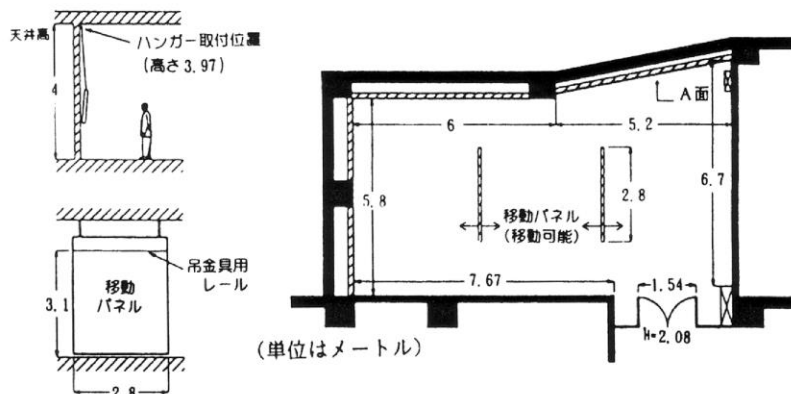 天井高
ハンガー取付位置
(高さ3.97)
4
吊金具用
レール
移動
パネル
3.1
2.8
A面
6
5.2
5.8
2.8
6.7
移動パネル
(移動可能)
7.67
1.54
H=2.08
(単位はメートル)